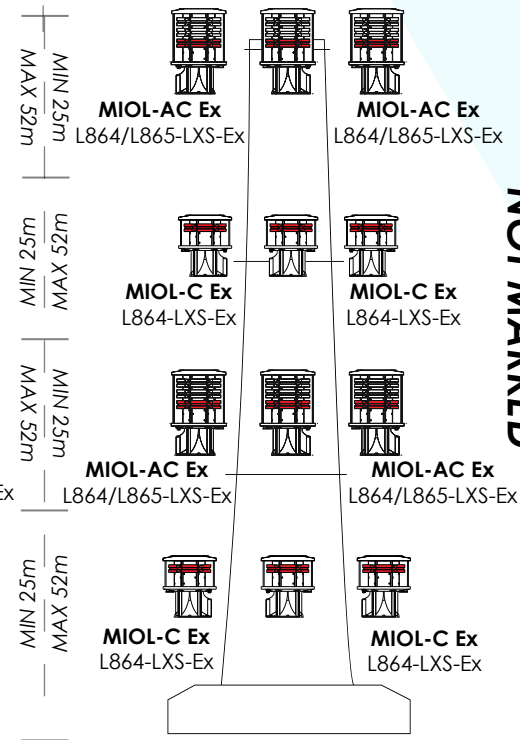 MIN 25m
MAX 52m
MIOL-AC Ex
L864/L865-LXS-Ex
MIOL-AC Ex
L864/L865-LXS-Ex
NOT MARKED
MAX 52m
MIN 25m
MIOL-C Ex
L864-LXS-Ex
MIOL-C Ex
L864-LXS-Ex
MIN 25m
MAX 52m
MIOL-AC Ex
L864/L865-LXS-Ex
MIOL-AC Ex
L864/L865-LXS-Ex
Ex
MAX 52m
MIN 25m
MIOL-C Ex
L864-LXS-Ex
MIOL-C Ex
L864-LXS-Ex